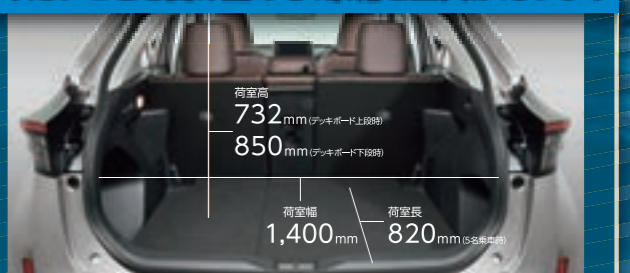 荷室高
732mm(デッキボード上段時)
850mm(デッキボード下段時)
荷室幅
1,400mm
荷室長
820mm(5名乗車時)